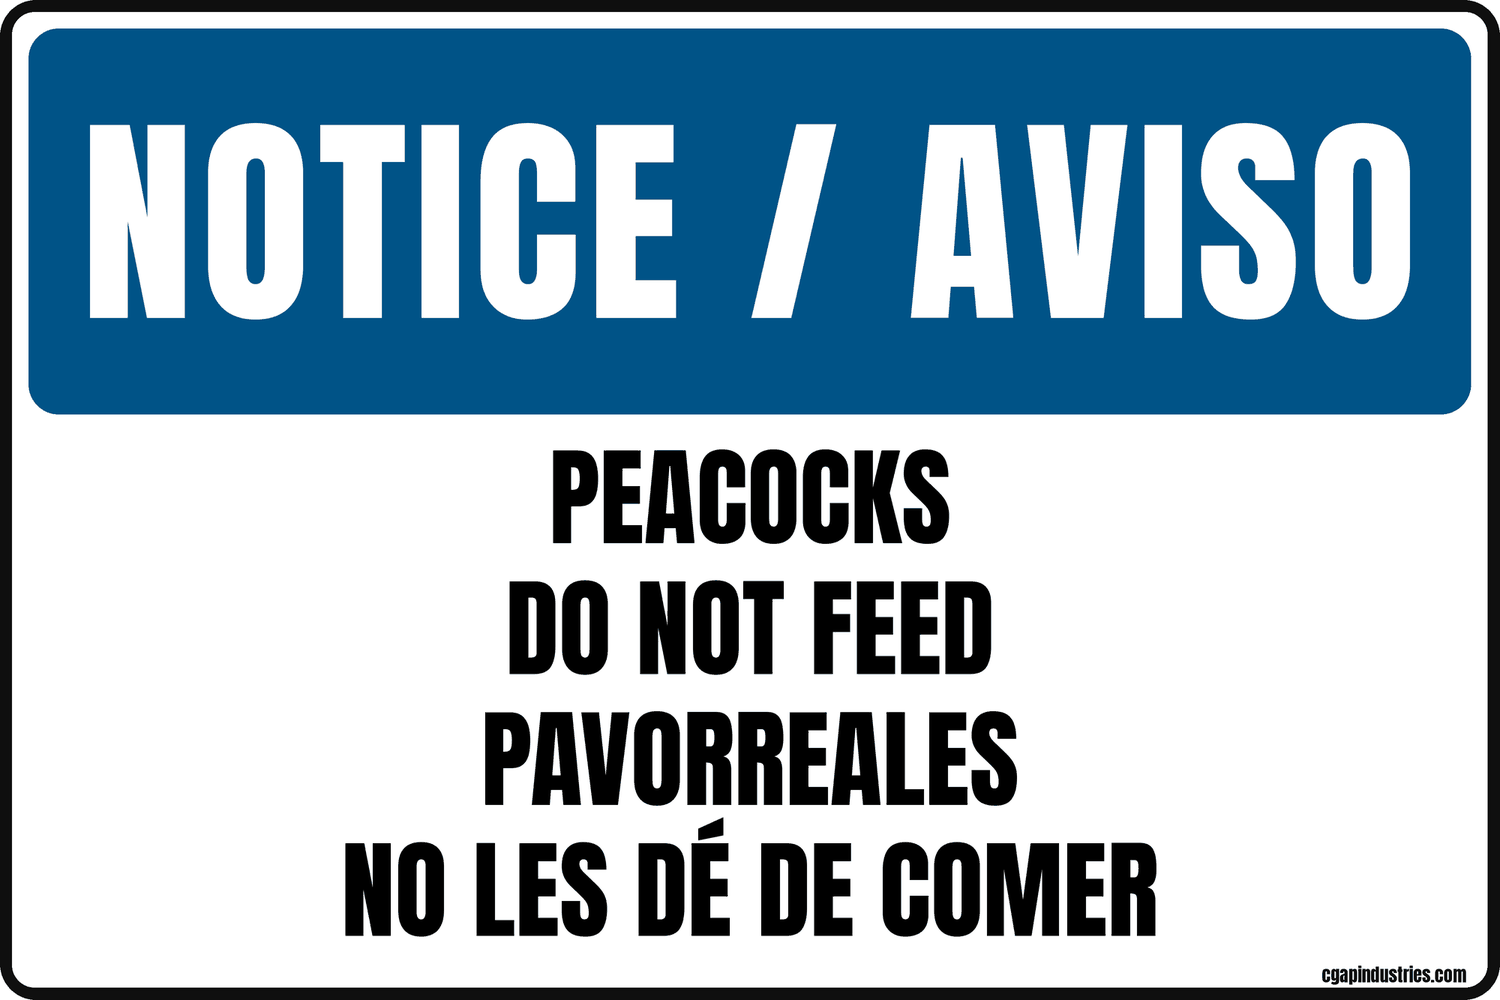 NOTICE / AVISO
PEACOCKS
DO NOT FEED
PAVORREALES
NO LES DÉ DE COMER
cgapindustries.com